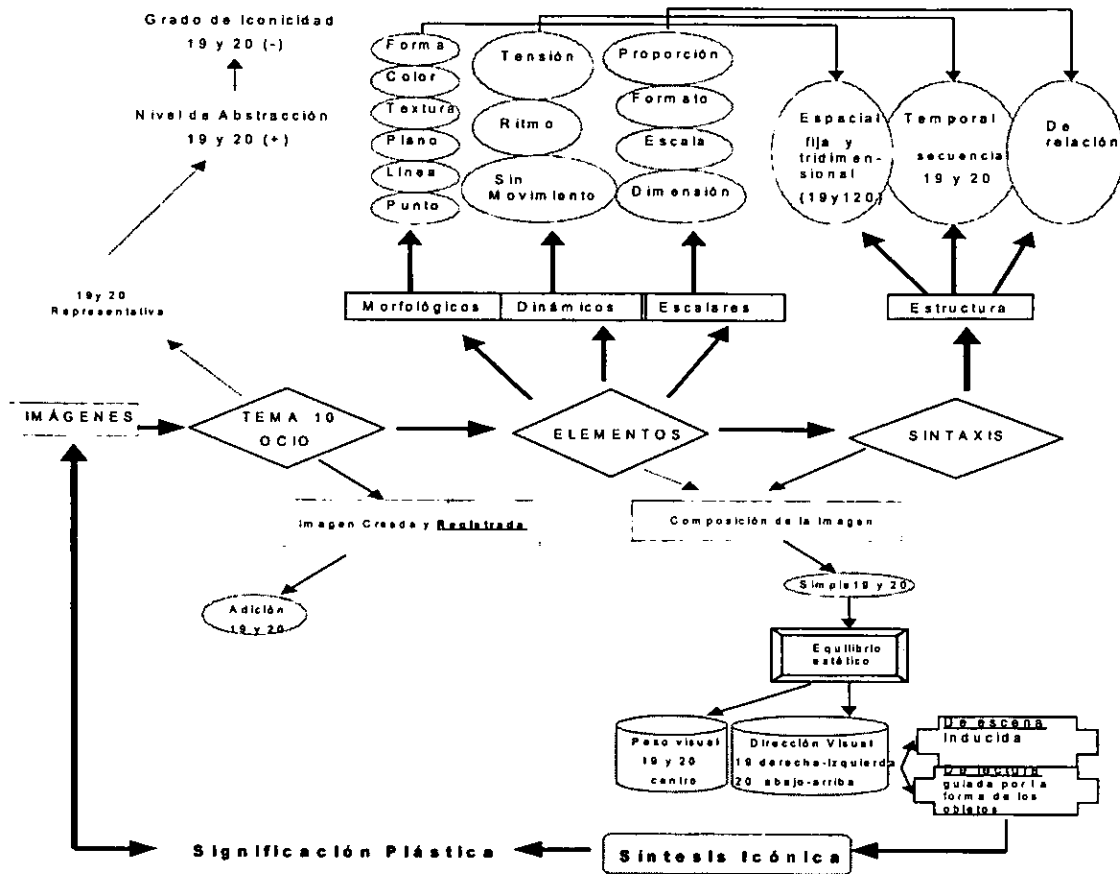 Grado de Iconicidad
19 y 20 (-)
Nivel de Abstracción
19 y 20 (+)
19 y 20
Representativa
Forma
Color
Textura
Plano
Línea
Punto
Tensión
Ritmo
Sin
Movimiento
Proporción
Formato
Escala
Dimensión
Espacial
fija y
tridimen-
sional
(19y120)
Temporal
secuencia
19 y 20
De
relación
Morfológicos
Dinámicos
Escalares
Estructura
IMÁGENES
TEMA 10
OCIO
ELEMENTOS
SINTAXIS
Imagen Creada y Registrada
Composición de la Imagen
Adición
19 y 20
Simple 19 y 20
Equilibrio
estático
Peso visual
19 y 20
centro
Dirección Visual
19 derecha-izquierda
20 abajo-arriba
De escena
Inducida
De lectura
guiada por la
forma de los
objetos
Significación Plástica
Síntesis Icónica